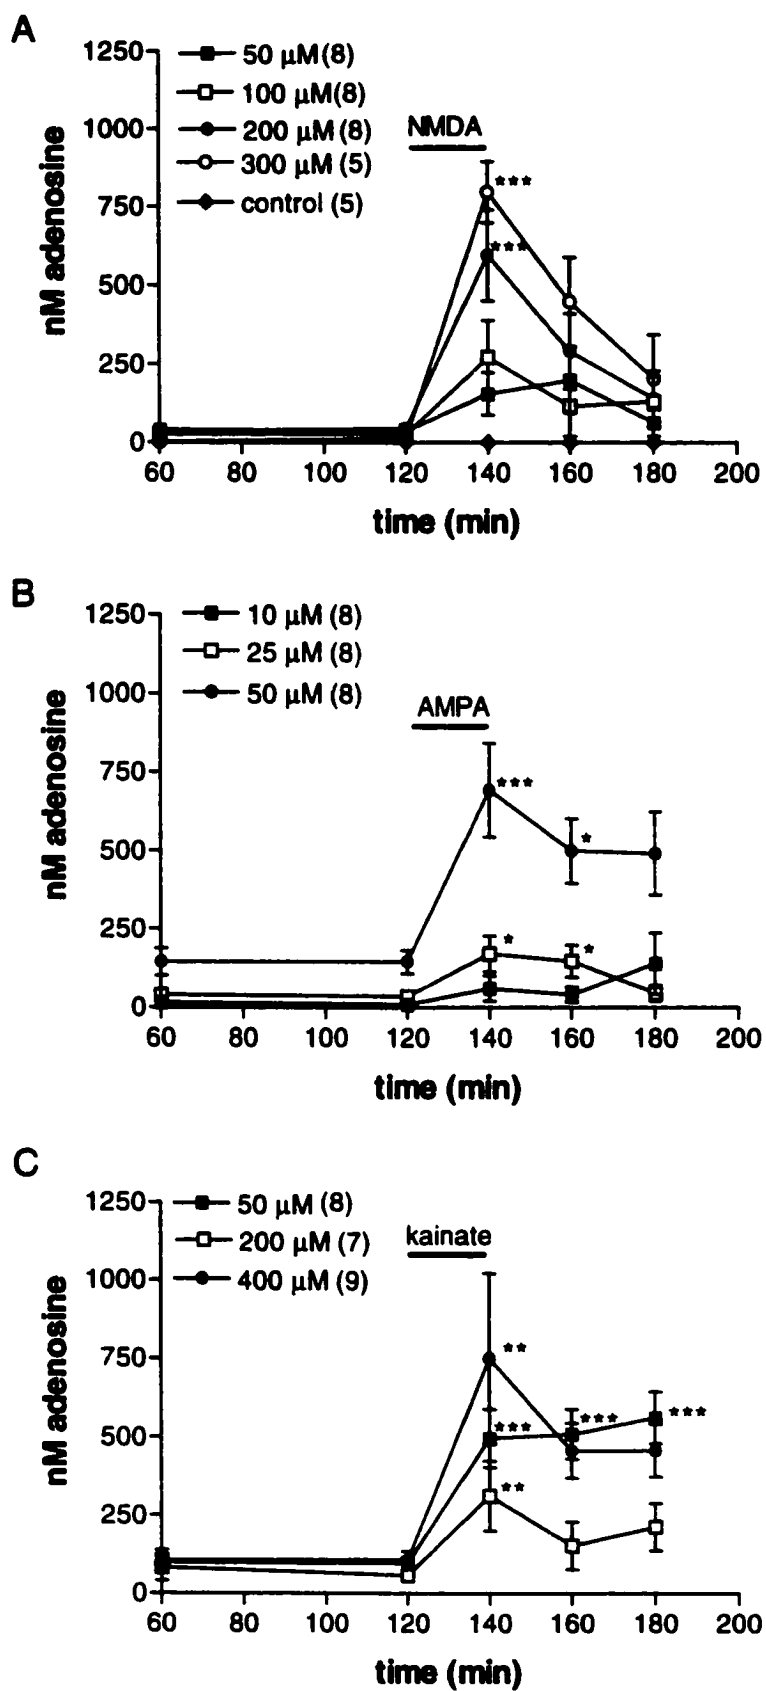 A
1250
1000
750
500
250
0
nM adenosine
50 μM (8)
100 μM(8)
200 μM (8)
300 μM (5)
control (5)
NMDA
***
***
60 80 100 120 140 160 180 200
time (min)
B
1250
1000
750
500
250
0
nM adenosine
10 μM (8)
25 μM (8)
50 μM (8)
AMPA
***
*
*
*
60 80 100 120 140 160 180 200
time (min)
C
1250
1000
750
500
250
0
nM adenosine
50 μM (8)
200 μM (7)
400 μM (9)
kainate
**
***
***
***
**
60 80 100 120 140 160 180 200
time (min)